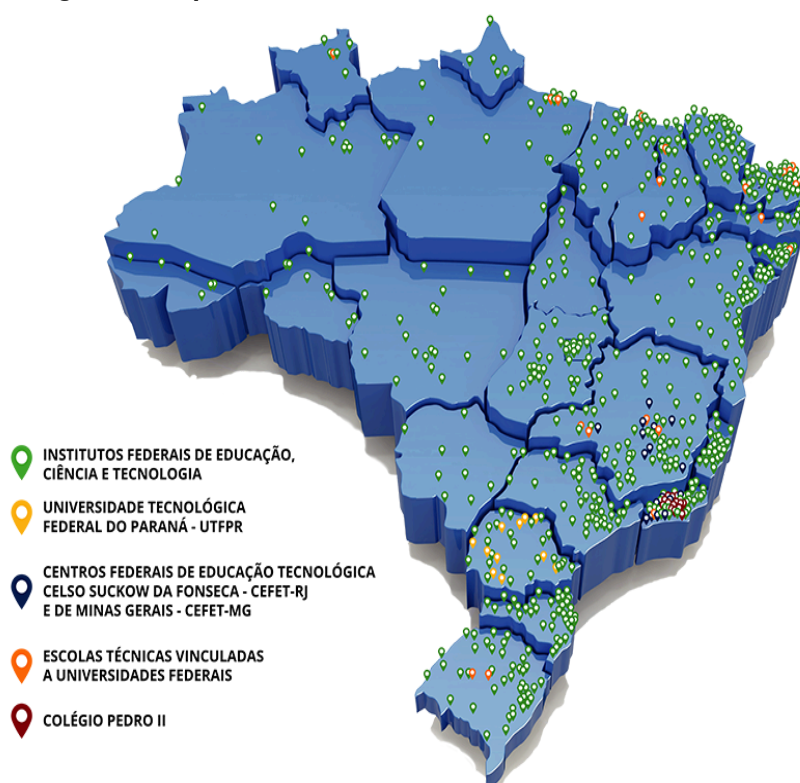 INSTITUTOS FEDERAIS DE EDUCAÇÃO,
CIÊNCIA E TECNOLOGIA
UNIVERSIDADE TECNOLÓGICA
FEDERAL DO PARANÁ - UTFPR
CENTROS FEDERAIS DE EDUCAÇÃO TECNOLÓGICA
CELSO SUCKOW DA FONSECA - CEFET-RJ
E DE MINAS GERAIS - CEFET-MG
ESCOLAS TÉCNICAS VINCULADAS
A UNIVERSIDADES FEDERAIS
COLÉGIO PEDRO II